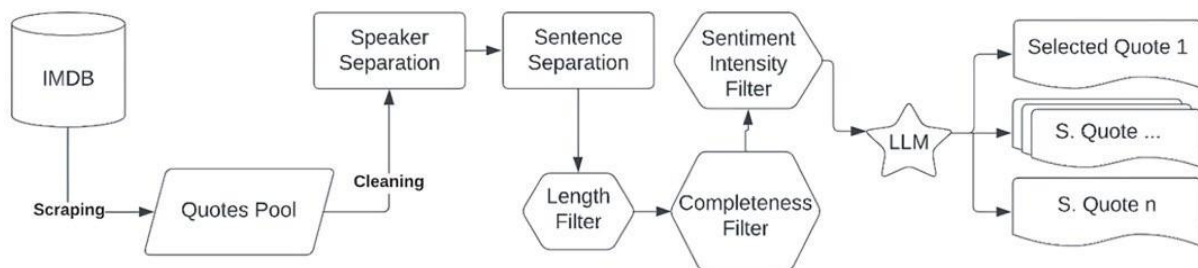 IMDB
Scraping
Quotes Pool
Cleaning
Speaker
Separation
Sentence
Separation
Length
Filter
Completeness
Filter
Sentiment
Intensity
Filter
LLM
Selected Quote 1
S. Quote ...
S. Quote n